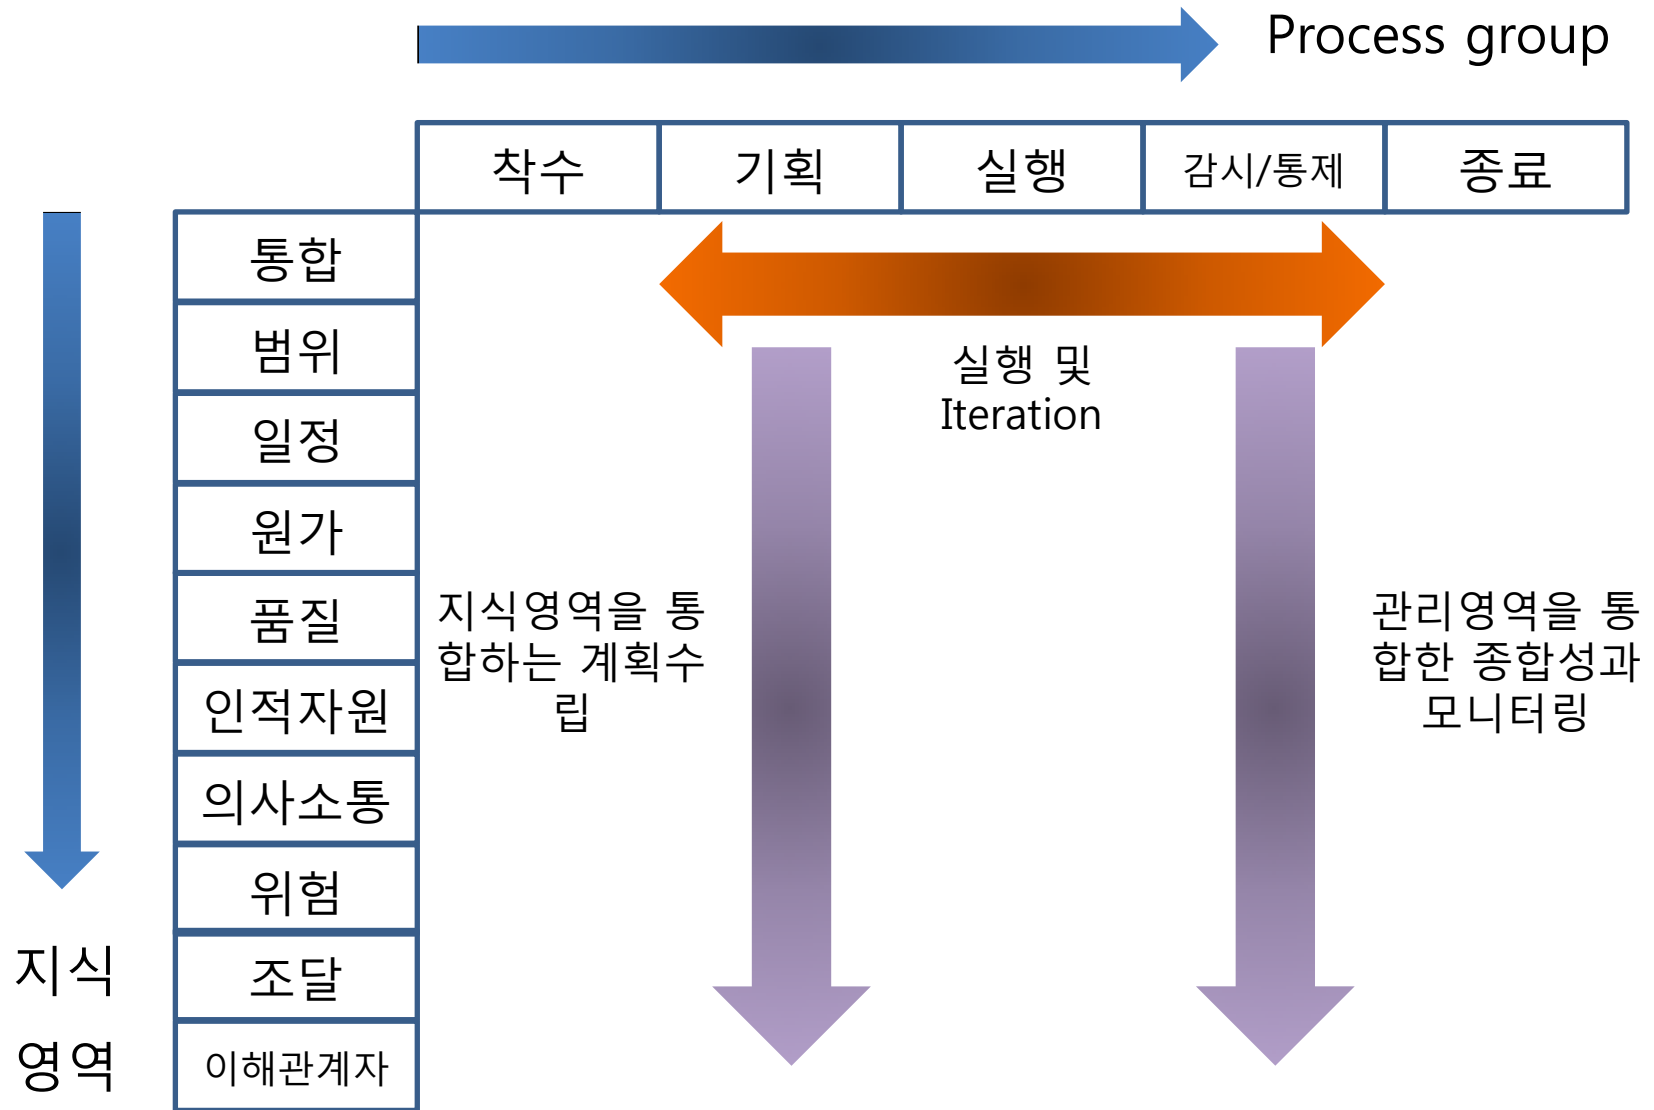 Process group
착수
기획
실행
감시/통제
종료
통합
범위
일정
원가
품질
인적자원
의사소통
위험
조달
이해관계자
지식
영역
실행 및
Iteration
지식영역을 통
합하는 계획수
립
관리영역을 통
합한 종합성과
모니터링